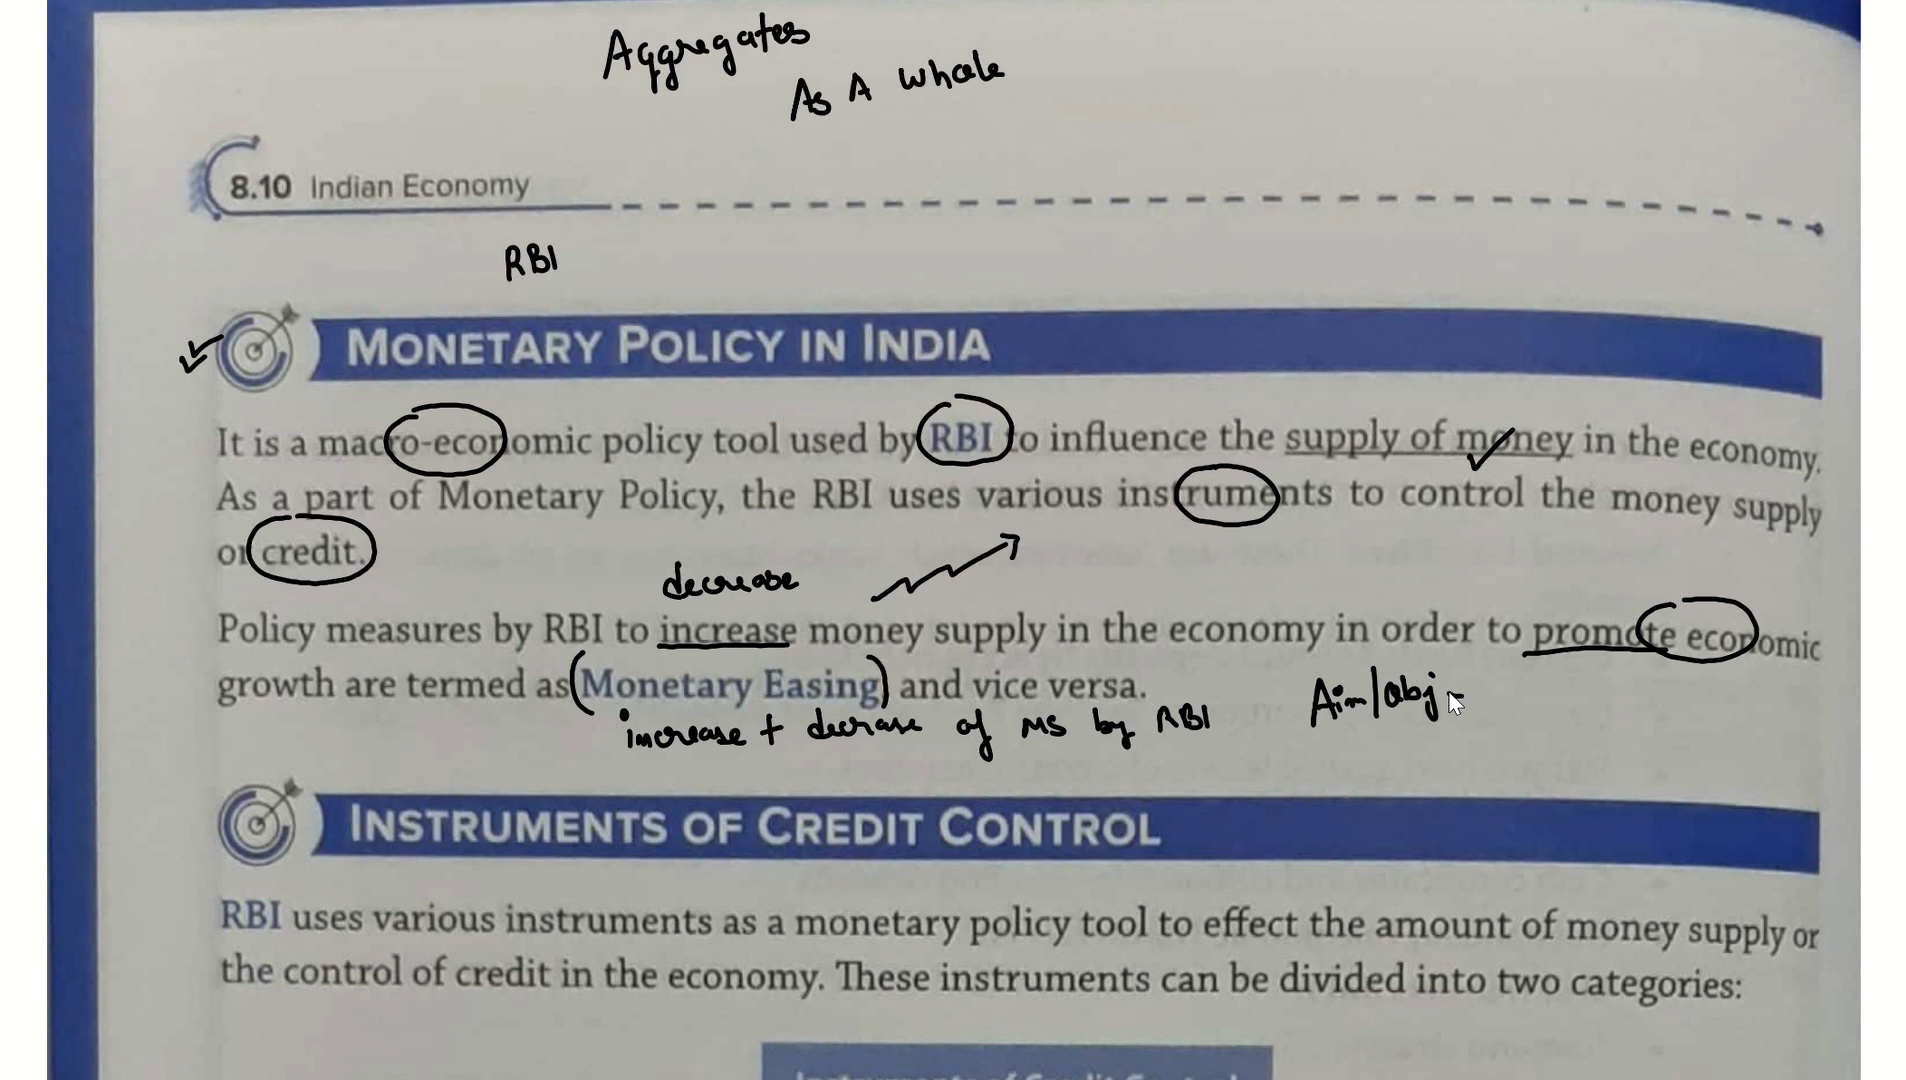 Aggregates
As A whole
8.10 Indian Economy
RBI
MONETARY POLICY IN INDIA
It is a macro-economic policy tool used by RBI to influence the supply of money in the economy.
As a part of Monetary Policy, the RBI uses various instruments to control the money supply
or credit.
decrease
Policy measures by RBI to increase money supply in the economy in order to promote economic
growth are termed as (Monetary Easing) and vice versa.
Aim/obj
increase + decrase of MS by RBI
INSTRUMENTS OF CREDIT CONTROL
RBI uses various instruments as a monetary policy tool to effect the amount of money supply or
the control of credit in the economy. These instruments can be divided into two categories: